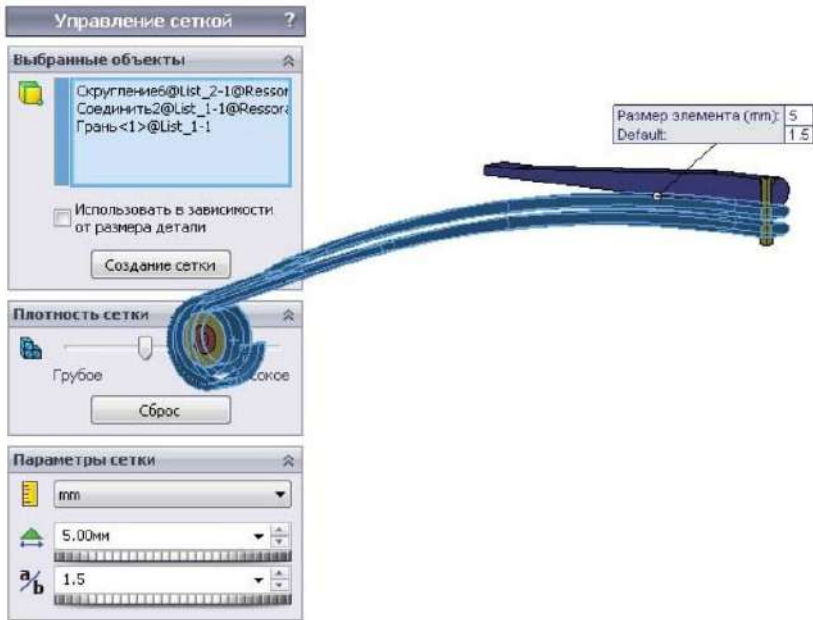 Управление сеткой ?
Выбранные объекты
Скругление6@List_2-1@Ressor
Соединить2@List_1-1@Ressora
Грань<1>@List_1-1
Использовать в зависимости
от размера детали
Создание сетки
Плотность сетки
Грубое
Сброс
Параметры сетки
mm
5.00мм
a/b 1.5
Размер элемента (mm): 5
Default: 1.5